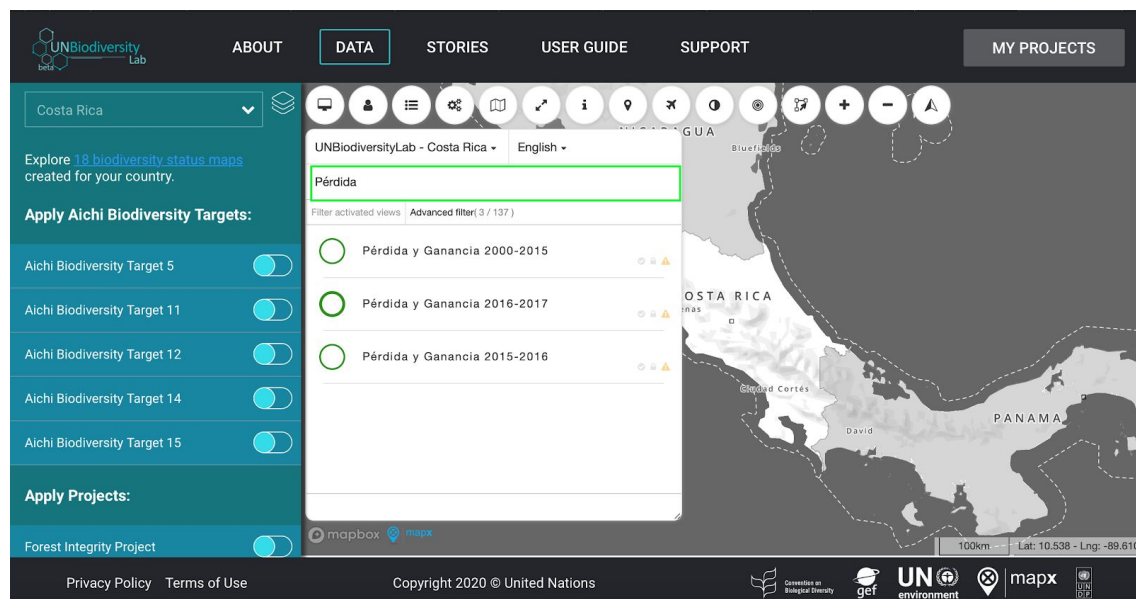 UNBiodiversity
Lab
beta
ABOUT
DATA
STORIES
USER GUIDE
SUPPORT
MY PROJECTS
Costa Rica
Explore 18 biodiversity status maps
created for your country.
Apply Aichi Biodiversity Targets:
Aichi Biodiversity Target 5
Aichi Biodiversity Target 11
Aichi Biodiversity Target 12
Aichi Biodiversity Target 14
Aichi Biodiversity Target 15
Apply Projects:
Forest Integrity Project
UNBiodiversityLab - Costa Rica
English
Pérdida
Filter activated views
Advanced filter( 3 / 137 )
Pérdida y Ganancia 2000-2015
Pérdida y Ganancia 2016-2017
Pérdida y Ganancia 2015-2016
GUA
Bluefields
OSTA RICA
enas
Ciudad Cortés
David
PANAMA
mapbox
mapx
100km
Lat: 10.538 - Lng: -89.610
Privacy Policy
Terms of Use
Copyright 2020 © United Nations
Convention on
Biological Diversity
gef
UN
environment
mapx
UN
DP